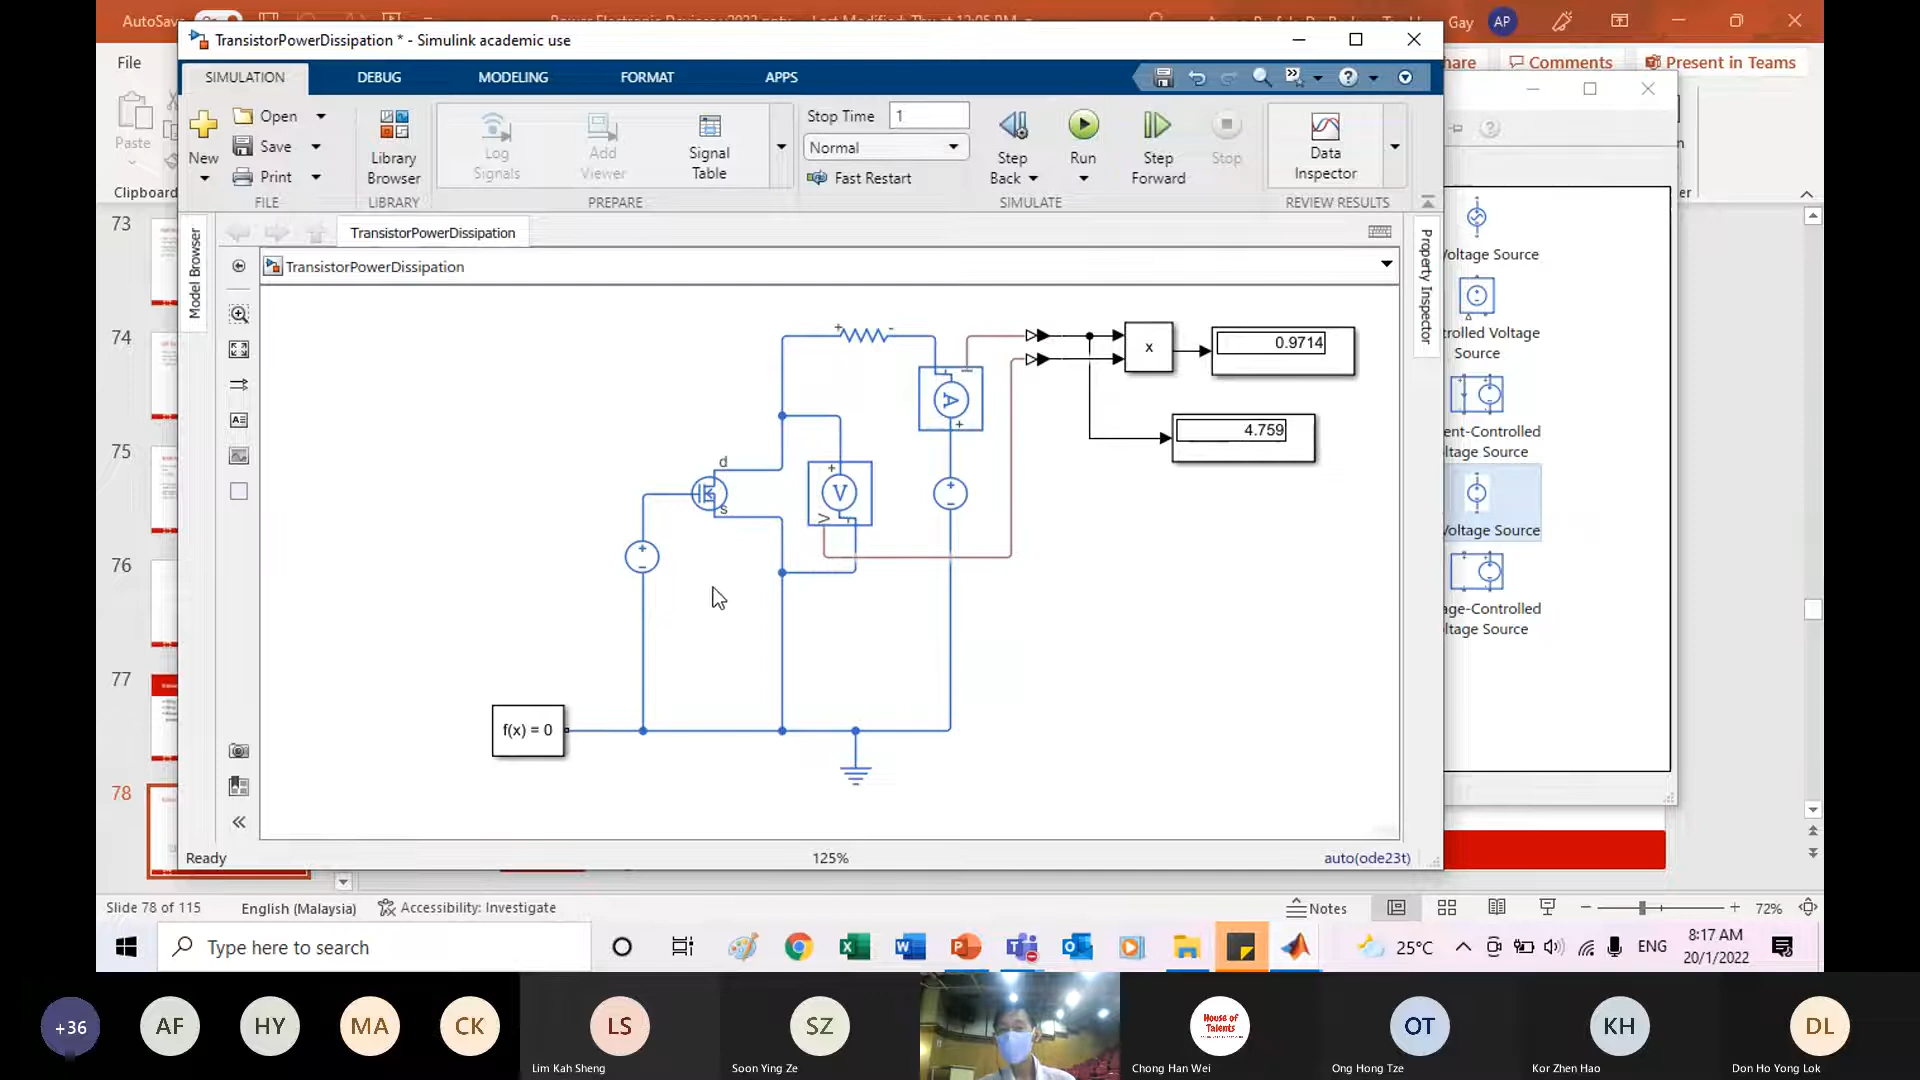 AutoSave
Gay
AP
TransistorPowerDissipation * - Simulink academic use
File
hare
Comments
Present in Teams
SIMULATION
DEBUG
MODELING
FORMAT
APPS
Paste
Clipboard
New
Open
Save
Print
FILE
Library
Browser
LIBRARY
Log
Signals
Add
Viewer
Signal
Table
PREPARE
Stop Time
1
Normal
Fast Restart
Step
Back
Run
Step
Forward
Stop
SIMULATE
Data
Inspector
REVIEW RESULTS
73
74
75
76
77
78
Model Browser
TransistorPowerDissipation
TransistorPowerDissipation
Property Inspector
+
-
A
+
x
0.9714
4.759
d
s
+
V
V
+
-
+
-
f(x) = 0
Voltage Source
trolled Voltage
Source
ent-Controlled
ltage Source
Voltage Source
age-Controlled
ltage Source
Ready
125%
auto(ode23t)
Slide 78 of 115
English (Malaysia)
Accessibility: Investigate
Notes
72%
Type here to search
25°C
ENG
8:17 AM
20/1/2022
+36
AF
HY
MA
CK
LS
Lim Kah Sheng
SZ
Soon Ying Ze
House of
Talents
Chong Han Wei
OT
Ong Hong Tze
KH
Kor Zhen Hao
DL
Don Ho Yong Lok